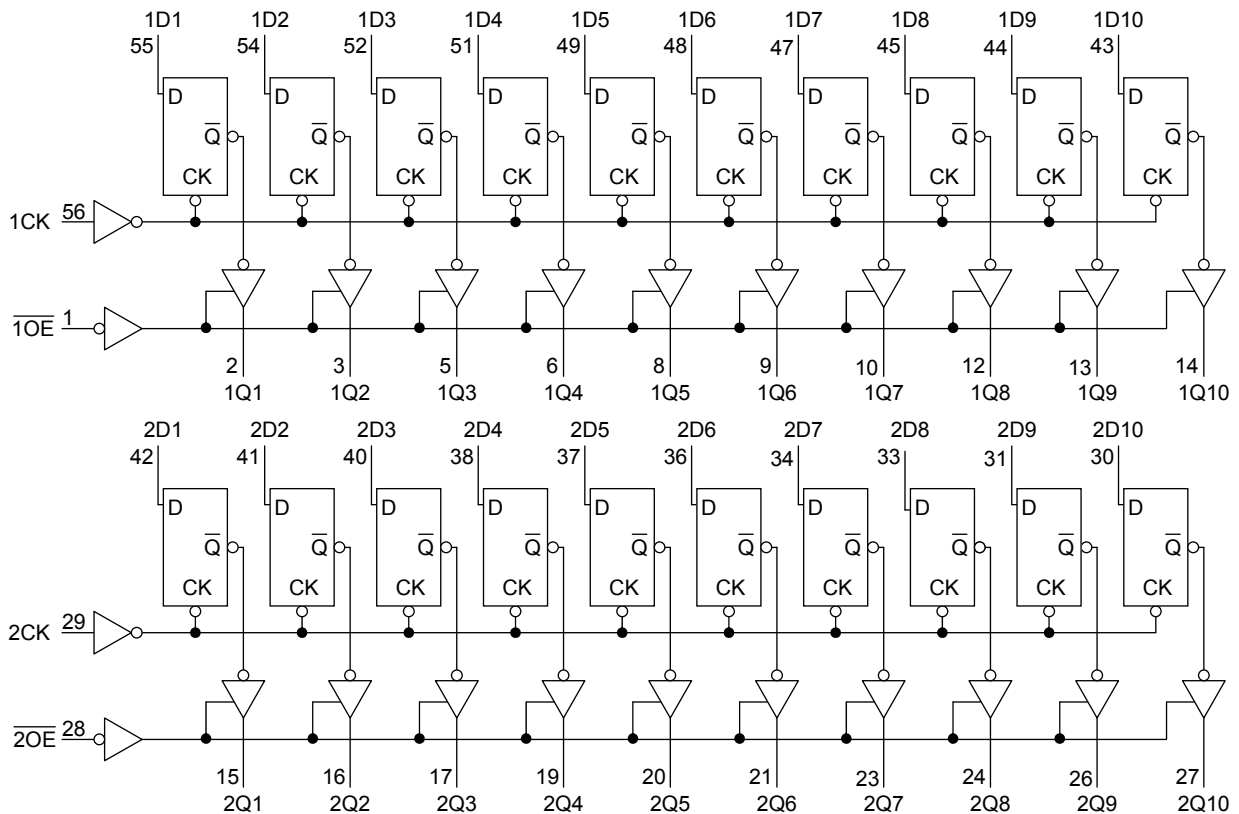 1D1 1D2 1D3 1D4 1D5 1D6 1D7 1D8 1D9 1D10
55 54 52 51 49 48 47 45 44 43
D D D D D D D D D D
Q̅ Q̅ Q̅ Q̅ Q̅ Q̅ Q̅ Q̅ Q̅ Q̅
CK CK CK CK CK CK CK CK CK CK
1CK 56
1̅O̅E̅ 1
2 3 5 6 8 9 10 12 13 14
1Q1 1Q2 1Q3 1Q4 1Q5 1Q6 1Q7 1Q8 1Q9 1Q10
2D1 2D2 2D3 2D4 2D5 2D6 2D7 2D8 2D9 2D10
42 41 40 38 37 36 34 33 31 30
D D D D D D D D D D
Q̅ Q̅ Q̅ Q̅ Q̅ Q̅ Q̅ Q̅ Q̅ Q̅
CK CK CK CK CK CK CK CK CK CK
2CK 29
2̅O̅E̅ 28
15 16 17 19 20 21 23 24 26 27
2Q1 2Q2 2Q3 2Q4 2Q5 2Q6 2Q7 2Q8 2Q9 2Q10